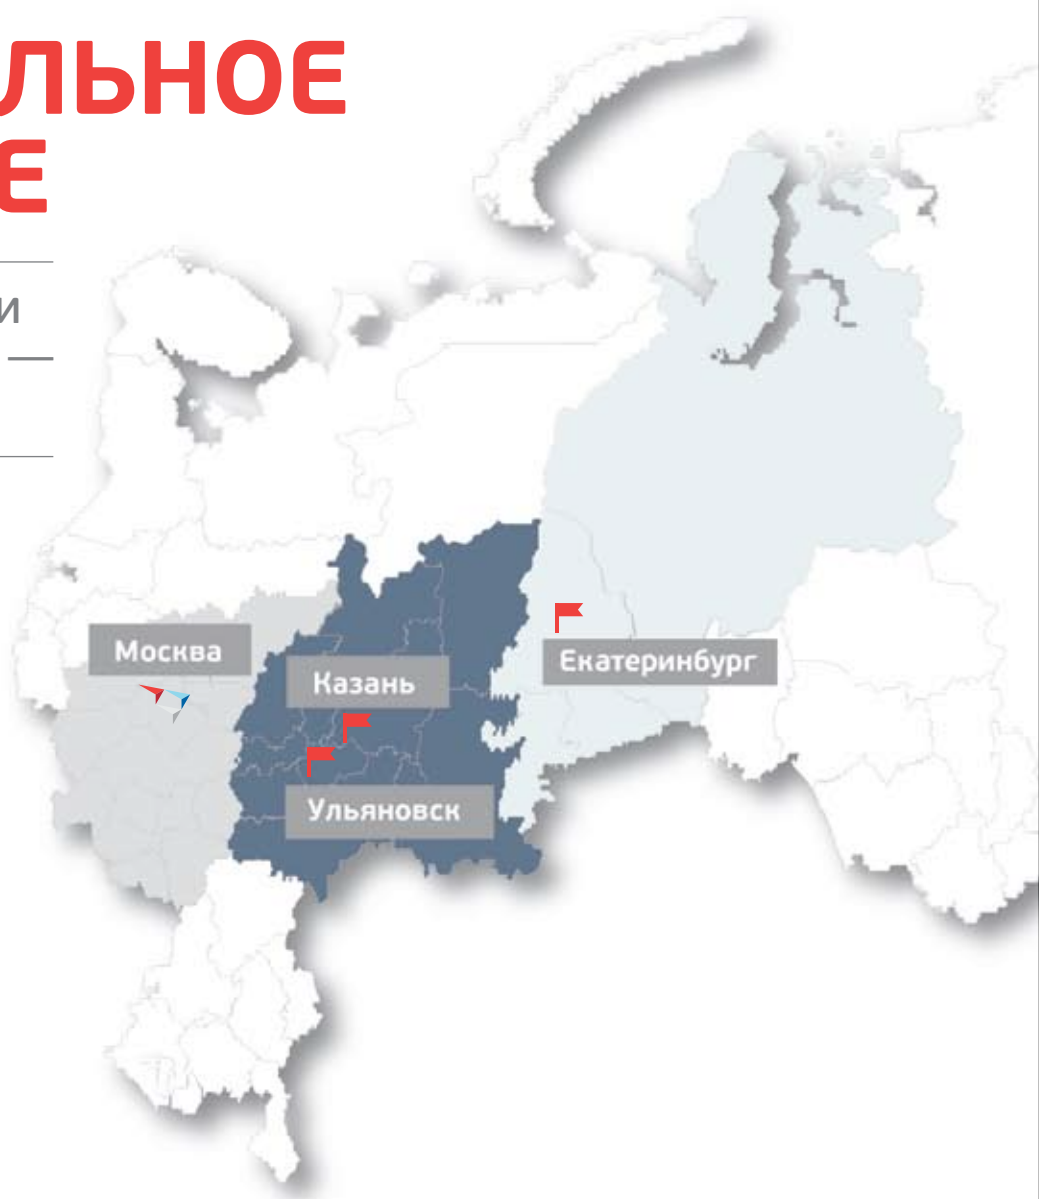 ЛЬНОЕ
Е
И
—
Москва
Казань
Екатеринбург
Ульяновск